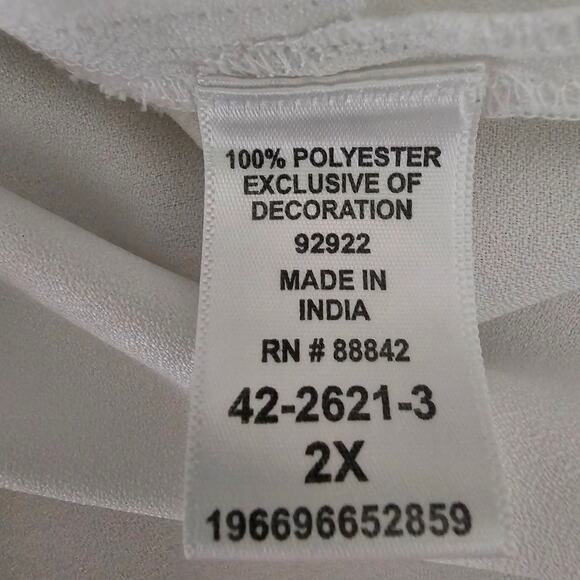 100% POLYESTER
EXCLUSIVE OF
DECORATION
92922
MADE IN
INDIA
RN # 88842
42-2621-3
2X
196696652859